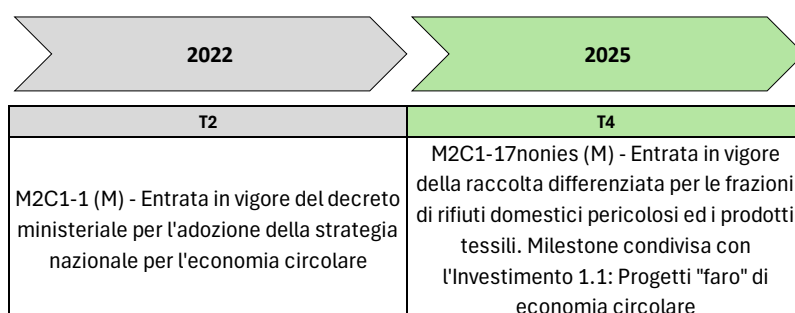 2022
2025
T2
T4
M2C1-1 (M) - Entrata in vigore del decreto
ministeriale per l'adozione della strategia
nazionale per l'economia circolare
M2C1-17nonies (M) - Entrata in vigore
della raccolta differenziata per le frazioni
di rifiuti domestici pericolosi ed i prodotti
tessili. Milestone condivisa con
l'Investimento 1.1: Progetti "faro" di
economia circolare